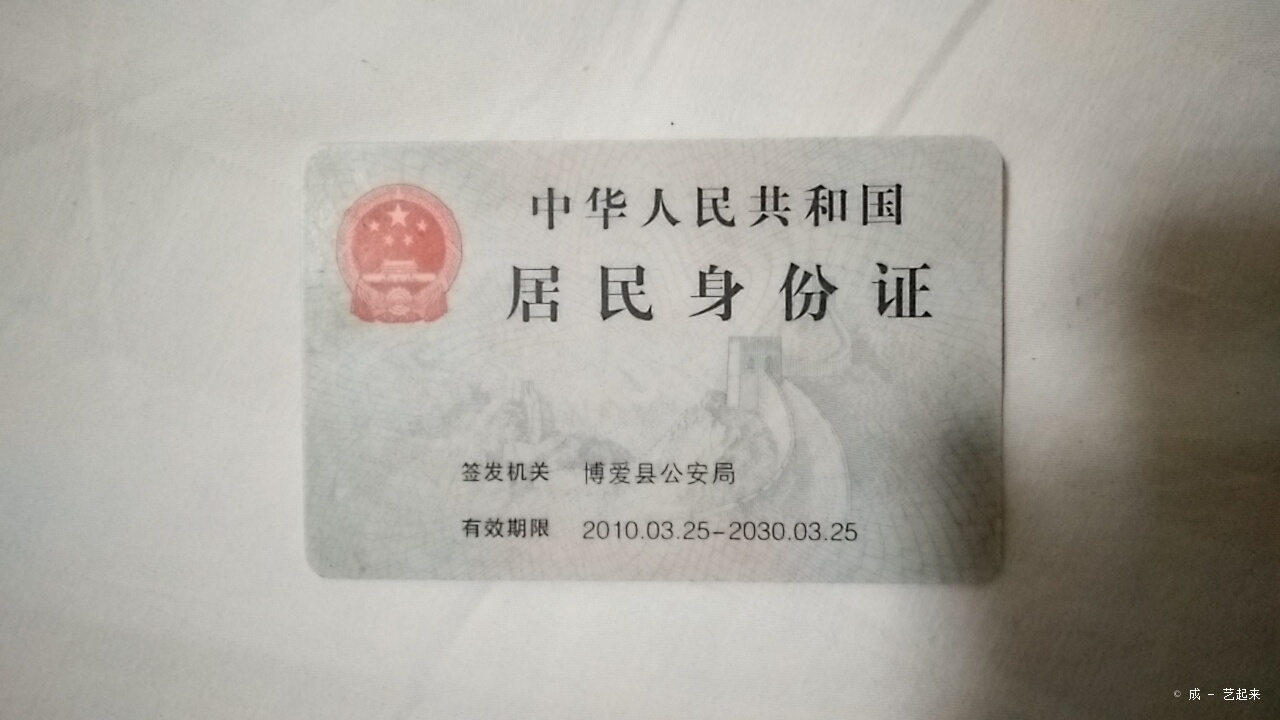 中华人民共和国
居民身份证
签发机关 博爱县公安局
有效期限 2010.03.25-2030.03.25
© 成 - 艺起来